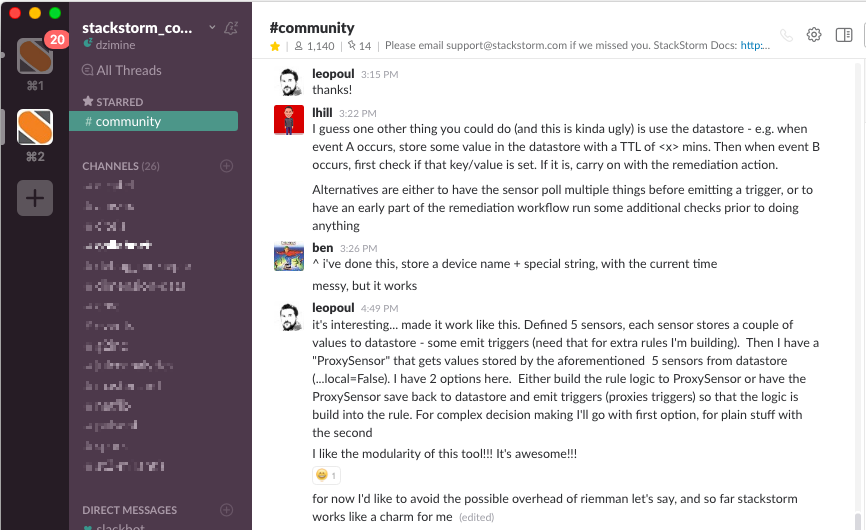 20
⌘1
⌘2
stackstorm_co...
dzimine
All Threads
STARRED
# community
CHANNELS (26)
DIRECT MESSAGES
slackbot
#community
1,140 | 14 | Please email support@stackstorm.com if we missed you. StackStorm Docs: http:...
leopoul 3:15 PM
thanks!
lhill 3:22 PM
I guess one other thing you could do (and this is kinda ugly) is use the datastore - e.g. when
event A occurs, store some value in the datastore with a TTL of <x> mins. Then when event B
occurs, first check if that key/value is set. If it is, carry on with the remediation action.
Alternatives are either to have the sensor poll multiple things before emitting a trigger, or to
have an early part of the remediation workflow run some additional checks prior to doing
anything
ben 3:26 PM
^ i've done this, store a device name + special string, with the current time
messy, but it works
leopoul 4:49 PM
it's interesting... made it work like this. Defined 5 sensors, each sensor stores a couple of
values to datastore - some emit triggers (need that for extra rules I'm building). Then I have a
"ProxySensor" that gets values stored by the aforementioned 5 sensors from datastore
(...local=False). I have 2 options here. Either build the rule logic to ProxySensor or have the
ProxySensor save back to datastore and emit triggers (proxies triggers) so that the logic is
build into the rule. For complex decision making I'll go with first option, for plain stuff with
the second
I like the modularity of this tool!!! It's awesome!!!
1
for now I'd like to avoid the possible overhead of riemman let's say, and so far stackstorm
works like a charm for me (edited)